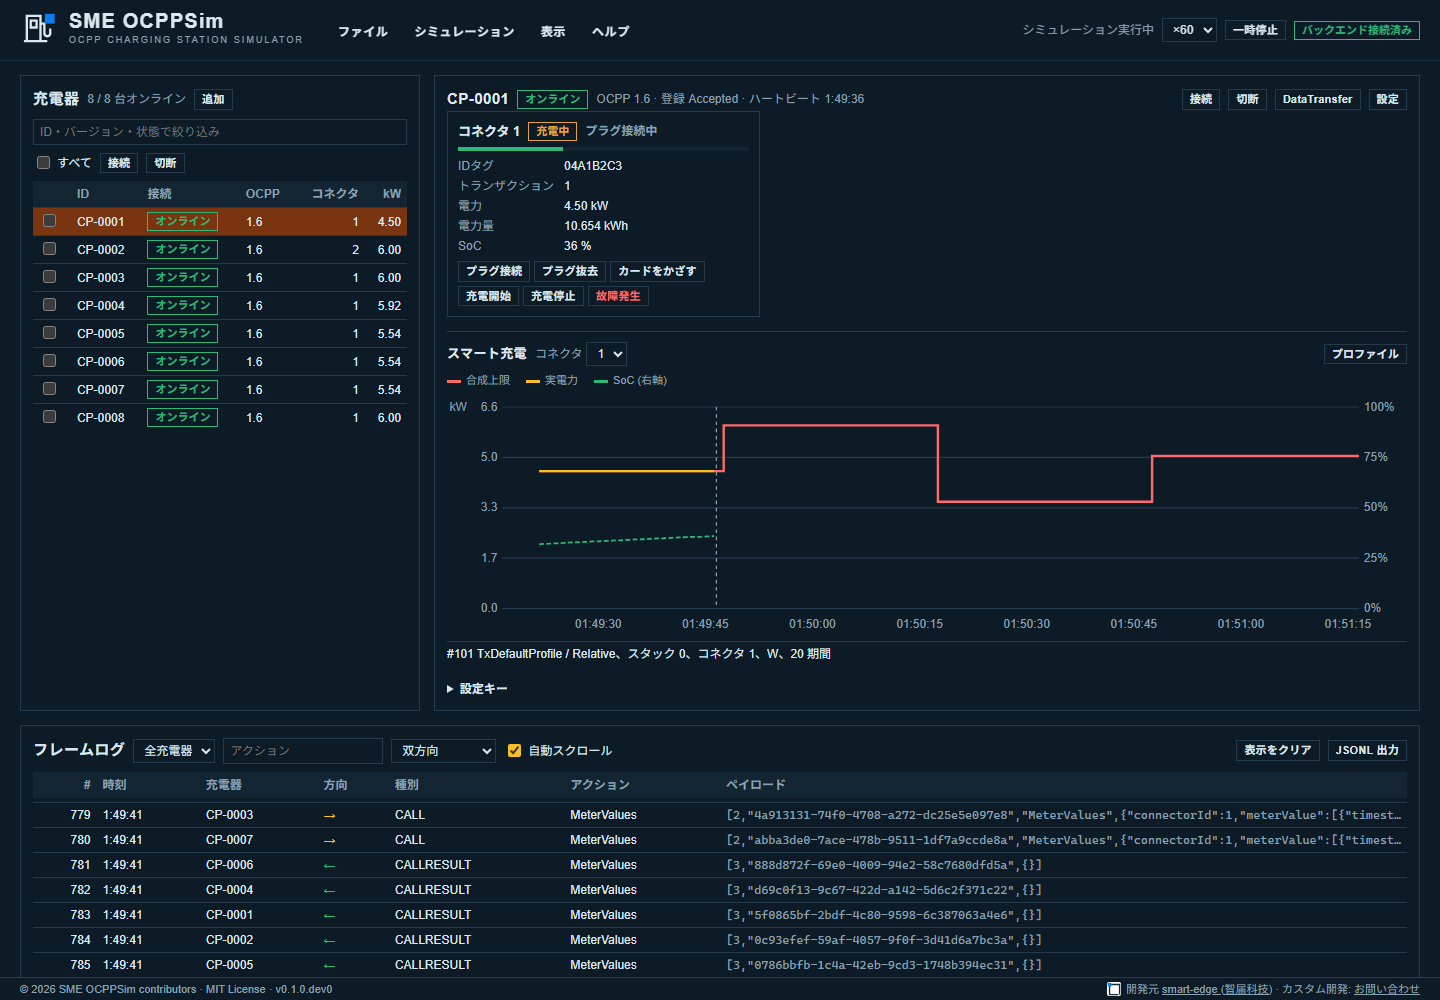 SME OCPPSim
OCPP CHARGING STATION SIMULATOR
ファイル シミュレーション 表示 ヘルプ
シミュレーション実行中 ×60 一時停止 バックエンド接続済み
充電器 8 / 8 台オンライン 追加
ID・バージョン・状態で絞り込み
すべて 接続 切断
ID 接続 OCPP コネクタ kW
CP-0001 オンライン 1.6 1 4.50
CP-0002 オンライン 1.6 2 6.00
CP-0003 オンライン 1.6 1 6.00
CP-0004 オンライン 1.6 1 5.92
CP-0005 オンライン 1.6 1 5.54
CP-0006 オンライン 1.6 1 5.54
CP-0007 オンライン 1.6 1 5.54
CP-0008 オンライン 1.6 1 6.00
CP-0001 オンライン OCPP 1.6 · 登録 Accepted · ハートビート 1:49:36
接続 切断 DataTransfer 設定
コネクタ 1 充電中 プラグ接続中
IDタグ 04A1B2C3
トランザクション 1
電力 4.50 kW
電力量 10.654 kWh
SoC 36 %
プラグ接続 プラグ抜去 カードをかざす
充電開始 充電停止 故障発生
スマート充電 コネクタ 1 プロファイル
合成上限 実電力 SoC (右軸)
kW 6.6 100%
5.0 75%
3.3 50%
1.7 25%
0.0 0%
01:49:30 01:49:45 01:50:00 01:50:15 01:50:30 01:50:45 01:51:00 01:51:15
#101 TxDefaultProfile / Relative、スタック 0、コネクタ 1、W、20 期間
▶ 設定キー
フレームログ 全充電器 アクション 双方向 自動スクロール 表示をクリア JSONL 出力
# 時刻 充電器 方向 種別 アクション ペイロード
779 1:49:41 CP-0003 → CALL MeterValues [2,"4a913131-74f0-4708-a272-dc25e5e097e8","MeterValues",{"connectorId":1,"meterValue":[{"timest…
780 1:49:41 CP-0007 → CALL MeterValues [2,"abba3de0-7ace-478b-9511-1df7a9ccde8a","MeterValues",{"connectorId":1,"meterValue":[{"timest…
781 1:49:41 CP-0006 ← CALLRESULT MeterValues [3,"888d872f-69e0-4009-94e2-58c7680dfd5a",{}]
782 1:49:41 CP-0004 ← CALLRESULT MeterValues [3,"d69c0f13-9c67-422d-a142-5d6c2f371c22",{}]
783 1:49:41 CP-0001 ← CALLRESULT MeterValues [3,"5f0865bf-2bdf-4c80-9598-6c387063a4e6",{}]
784 1:49:41 CP-0002 ← CALLRESULT MeterValues [3,"0c93efef-59af-4057-9f0f-3d41d6a7bc3a",{}]
785 1:49:41 CP-0005 ← CALLRESULT MeterValues [3,"0786bbfb-1c4a-42eb-9cd3-1748b394ec31",{}]
© 2026 SME OCPPSim contributors · MIT License · v0.1.0.dev0
開発元 smart-edge (智届科技) · カスタム開発: お問い合わせ